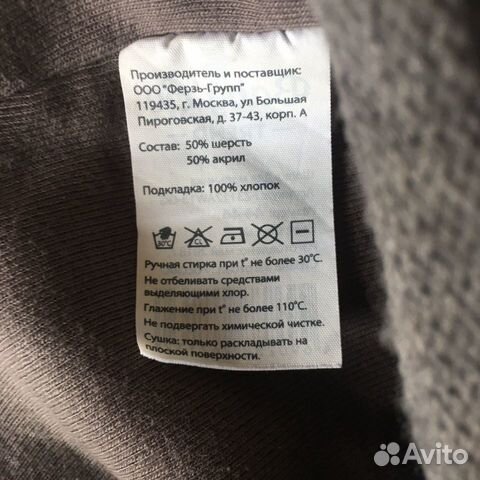 Производитель и поставщик:
ООО "Ферзь-Групп"
119435, г. Москва, ул Большая
Пироговская, д. 37-43, корп. А
Состав: 50% шерсть
50% акрил
Подкладка: 100% хлопок
30°C CL
Ручная стирка при t° не более 30°C.
Не отбеливать средствами
выделяющими хлор.
Глажение при t° не более 110°C.
Не подвергать химической чистке.
Сушка: только раскладывать на
плоской поверхности.
Avito